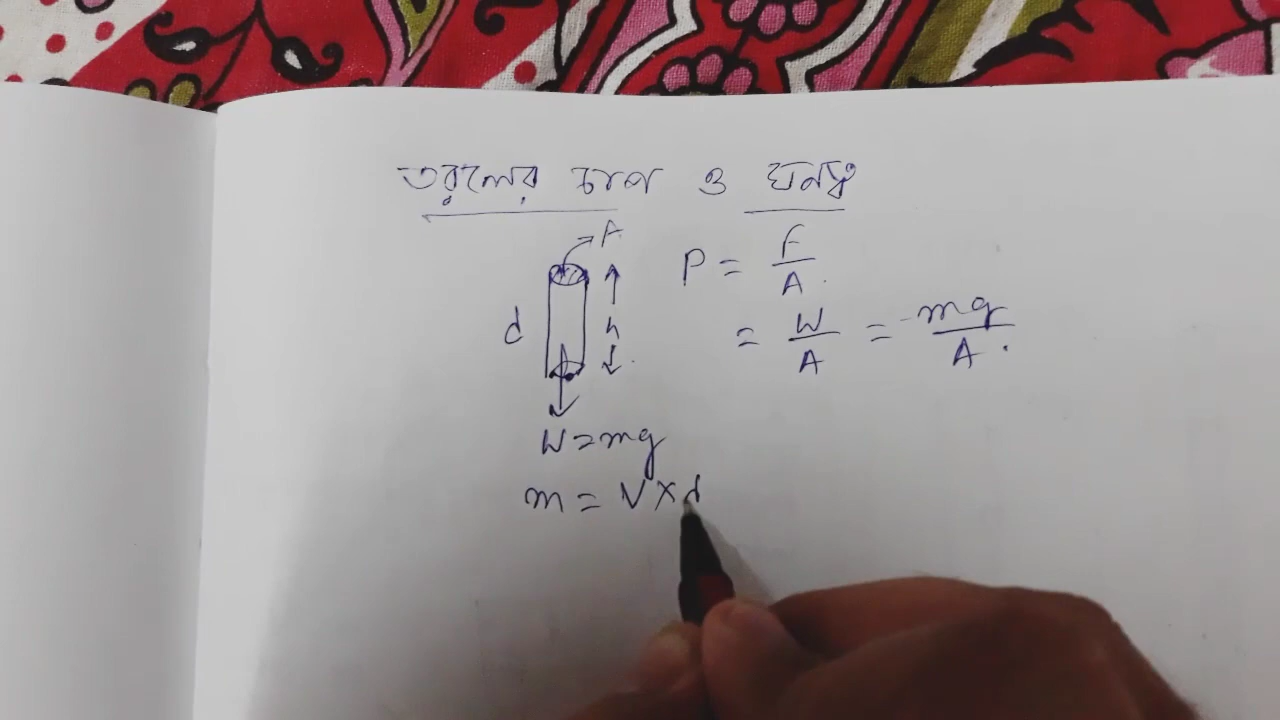 তরলের চাপ ও ঘনত্ব
A
P = F/A
d h
= W/A = mg/A.
W = mg
m = V × d